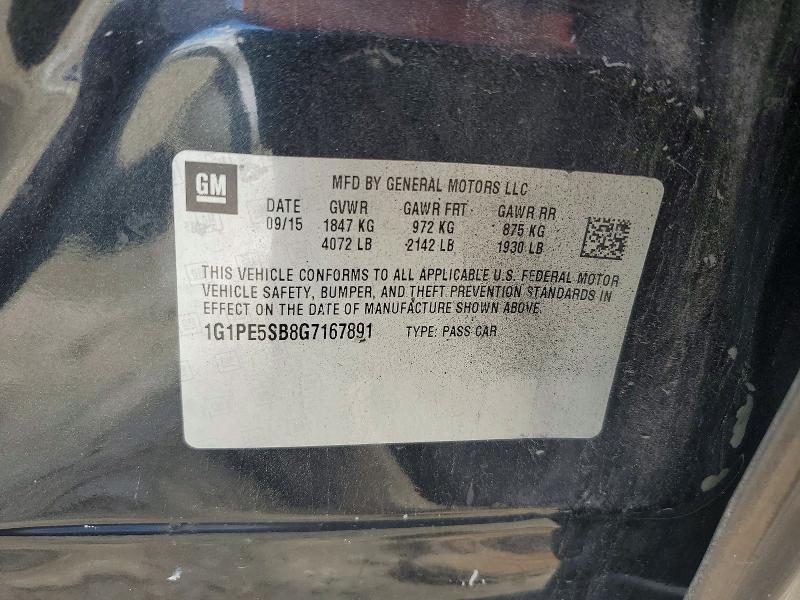 GM
MFD BY GENERAL MOTORS LLC
DATE GVWR GAWR FRT GAWR RR
09/15 1847 KG 972 KG 875 KG
4072 LB 2142 LB 1930 LB
THIS VEHICLE CONFORMS TO ALL APPLICABLE U.S. FEDERAL MOTOR
VEHICLE SAFETY, BUMPER, AND THEFT PREVENTION STANDARDS IN
EFFECT ON THE DATE OF MANUFACTURE SHOWN ABOVE.
1G1PE5SB8G7167891 TYPE: PASS CAR